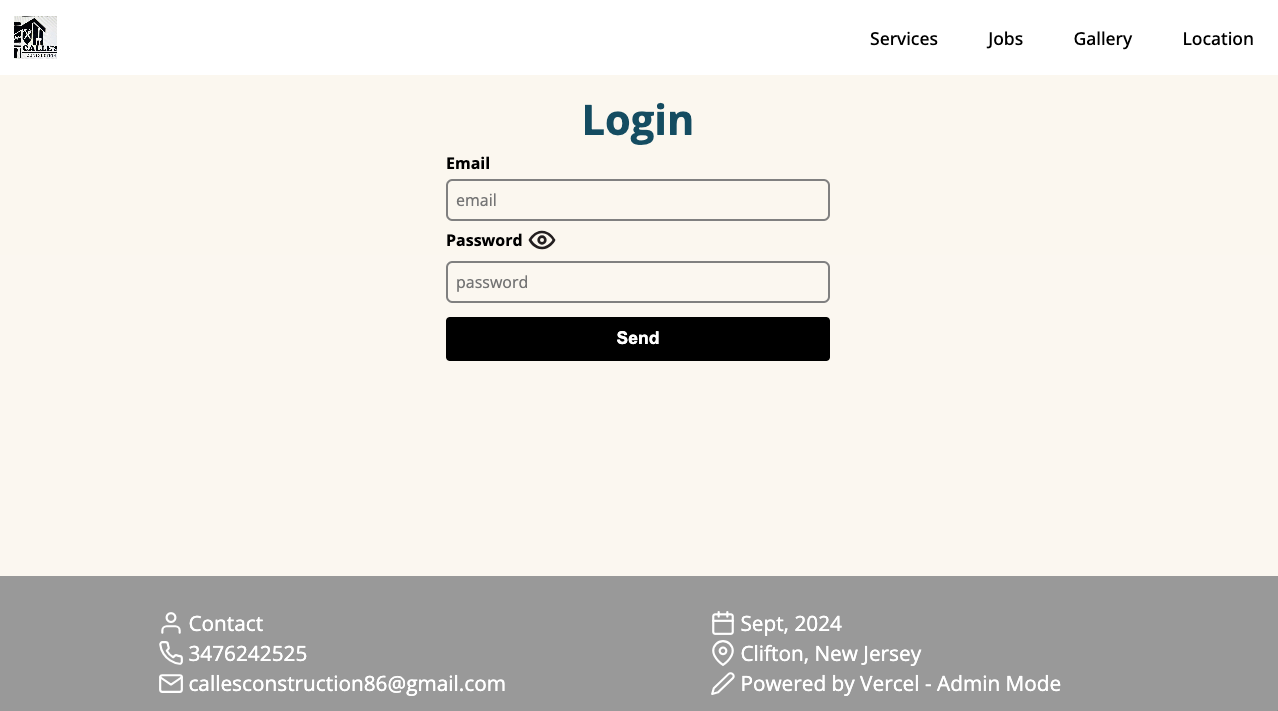 CALLES
Services
Jobs
Gallery
Location
Login
Email
email
Password
password
Send
Contact
3476242525
callesconstruction86@gmail.com
Sept, 2024
Clifton, New Jersey
Powered by Vercel - Admin Mode